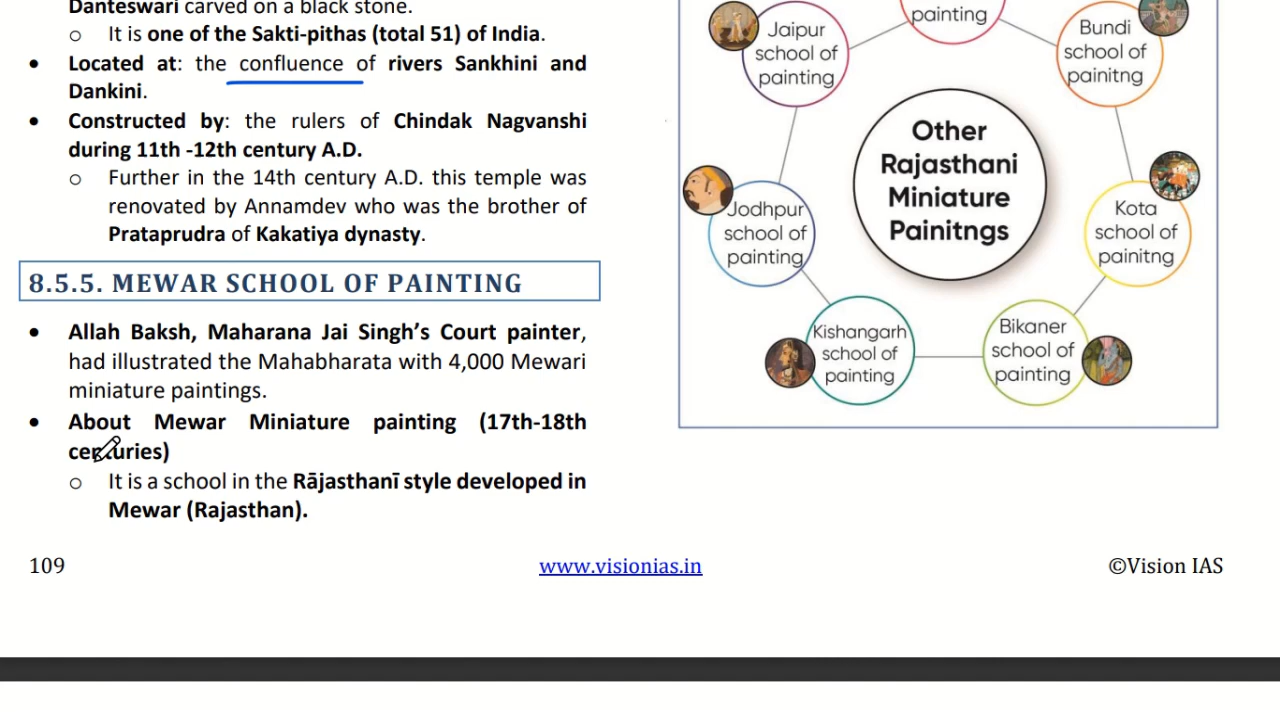 Danteswari carved on a black stone.
o It is one of the Sakti-pithas (total 51) of India.
• Located at: the confluence of rivers Sankhini and
Dankini.
• Constructed by: the rulers of Chindak Nagvanshi
during 11th -12th century A.D.
o Further in the 14th century A.D. this temple was
renovated by Annamdev who was the brother of
Prataprudra of Kakatiya dynasty.
8.5.5. MEWAR SCHOOL OF PAINTING
• Allah Baksh, Maharana Jai Singh's Court painter,
had illustrated the Mahabharata with 4,000 Mewari
miniature paintings.
• About Mewar Miniature painting (17th-18th
centuries)
o It is a school in the Rājasthanī style developed in
Mewar (Rajasthan).
painting
Jaipur
school of
painting
Bundi
school of
painitng
Other
Rajasthani
Miniature
Painitngs
Jodhpur
school of
painting
Kota
school of
painitng
Kishangarh
school of
painting
Bikaner
school of
painting
109
www.visionias.in
©Vision IAS